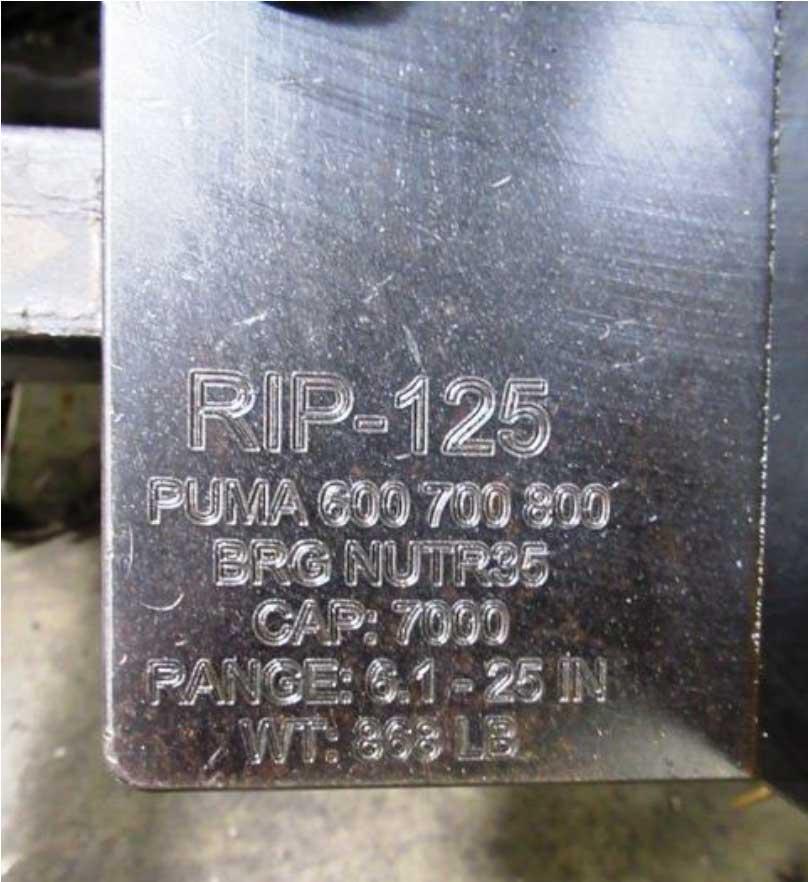 RIP-125
PUMA 600 700 800
BRG NUTR35
CAP: 7000
RANGE: 6.1 - 25 IN
WT: 868 LB